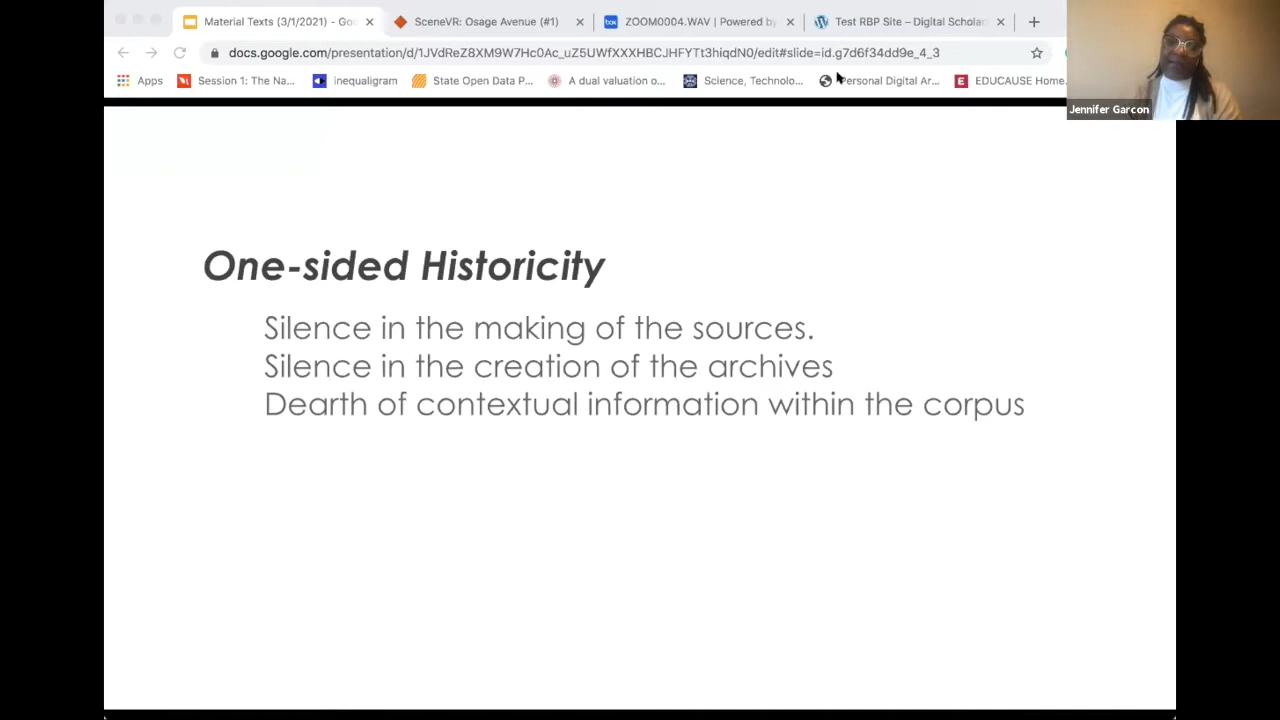 Material Texts (3/1/2021) - Goo
SceneVR: Osage Avenue (#1)
ZOOM0004.WAV | Powered by
Test RBP Site – Digital Scholar
docs.google.com/presentation/d/1JVdReZ8XM9W7Hc0Ac_uZ5UWfXXXHBCJHFYTt3hiqdN0/edit#slide=id.g7d6f34dd9e_4_3
Apps
Session 1: The Na...
inequaligram
State Open Data P...
A dual valuation o...
Science, Technolo...
Personal Digital Ar...
EDUCAUSE Home.
Jennifer Garcon
One-sided Historicity
Silence in the making of the sources.
Silence in the creation of the archives
Dearth of contextual information within the corpus